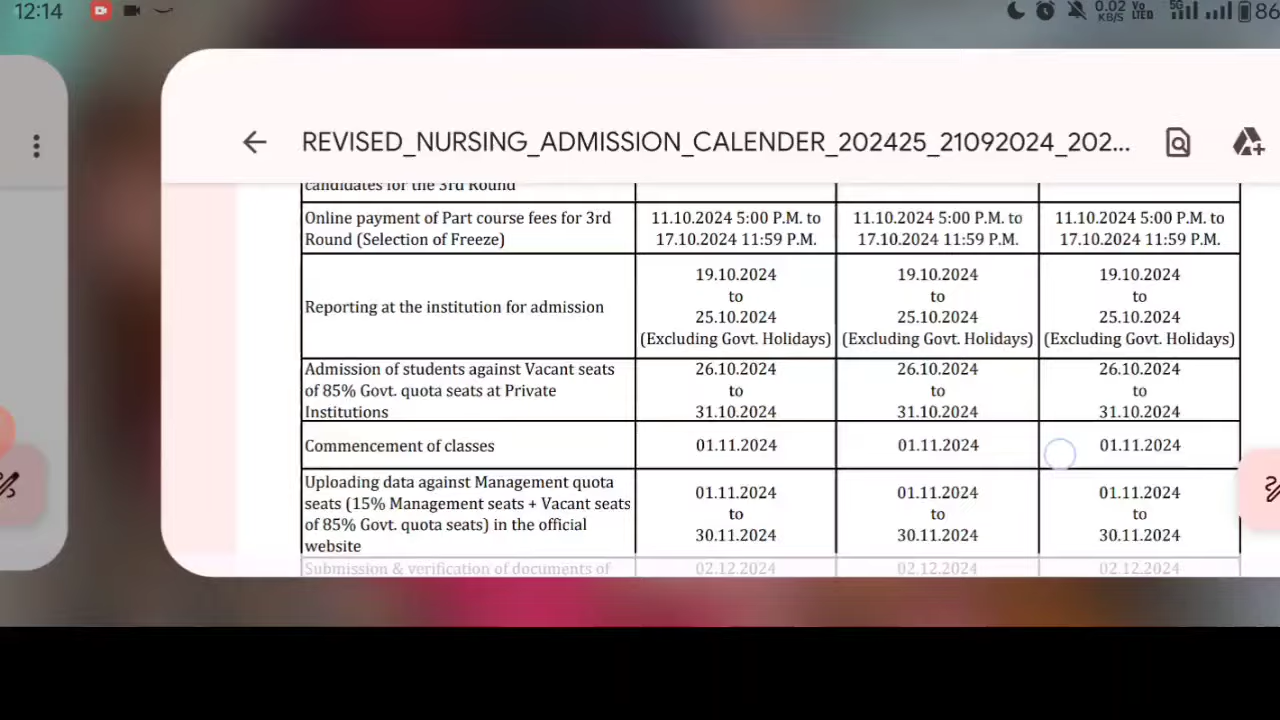 12:14
0.02 KB/S
Vo LTED
5G
86
REVISED_NURSING_ADMISSION_CALENDER_202425_21092024_202...
candidates for the 3rd Round
Online payment of Part course fees for 3rd
Round (Selection of Freeze)
11.10.2024 5:00 P.M. to
17.10.2024 11:59 P.M.
11.10.2024 5:00 P.M. to
17.10.2024 11:59 P.M.
11.10.2024 5:00 P.M. to
17.10.2024 11:59 P.M.
Reporting at the institution for admission
19.10.2024
to
25.10.2024
(Excluding Govt. Holidays)
19.10.2024
to
25.10.2024
(Excluding Govt. Holidays)
19.10.2024
to
25.10.2024
(Excluding Govt. Holidays)
Admission of students against Vacant seats
of 85% Govt. quota seats at Private
Institutions
26.10.2024
to
31.10.2024
26.10.2024
to
31.10.2024
26.10.2024
to
31.10.2024
Commencement of classes
01.11.2024
01.11.2024
01.11.2024
Uploading data against Management quota
seats (15% Management seats + Vacant seats
of 85% Govt. quota seats) in the official
website
01.11.2024
to
30.11.2024
01.11.2024
to
30.11.2024
01.11.2024
to
30.11.2024
Submission & verification of documents of
02.12.2024
02.12.2024
02.12.2024